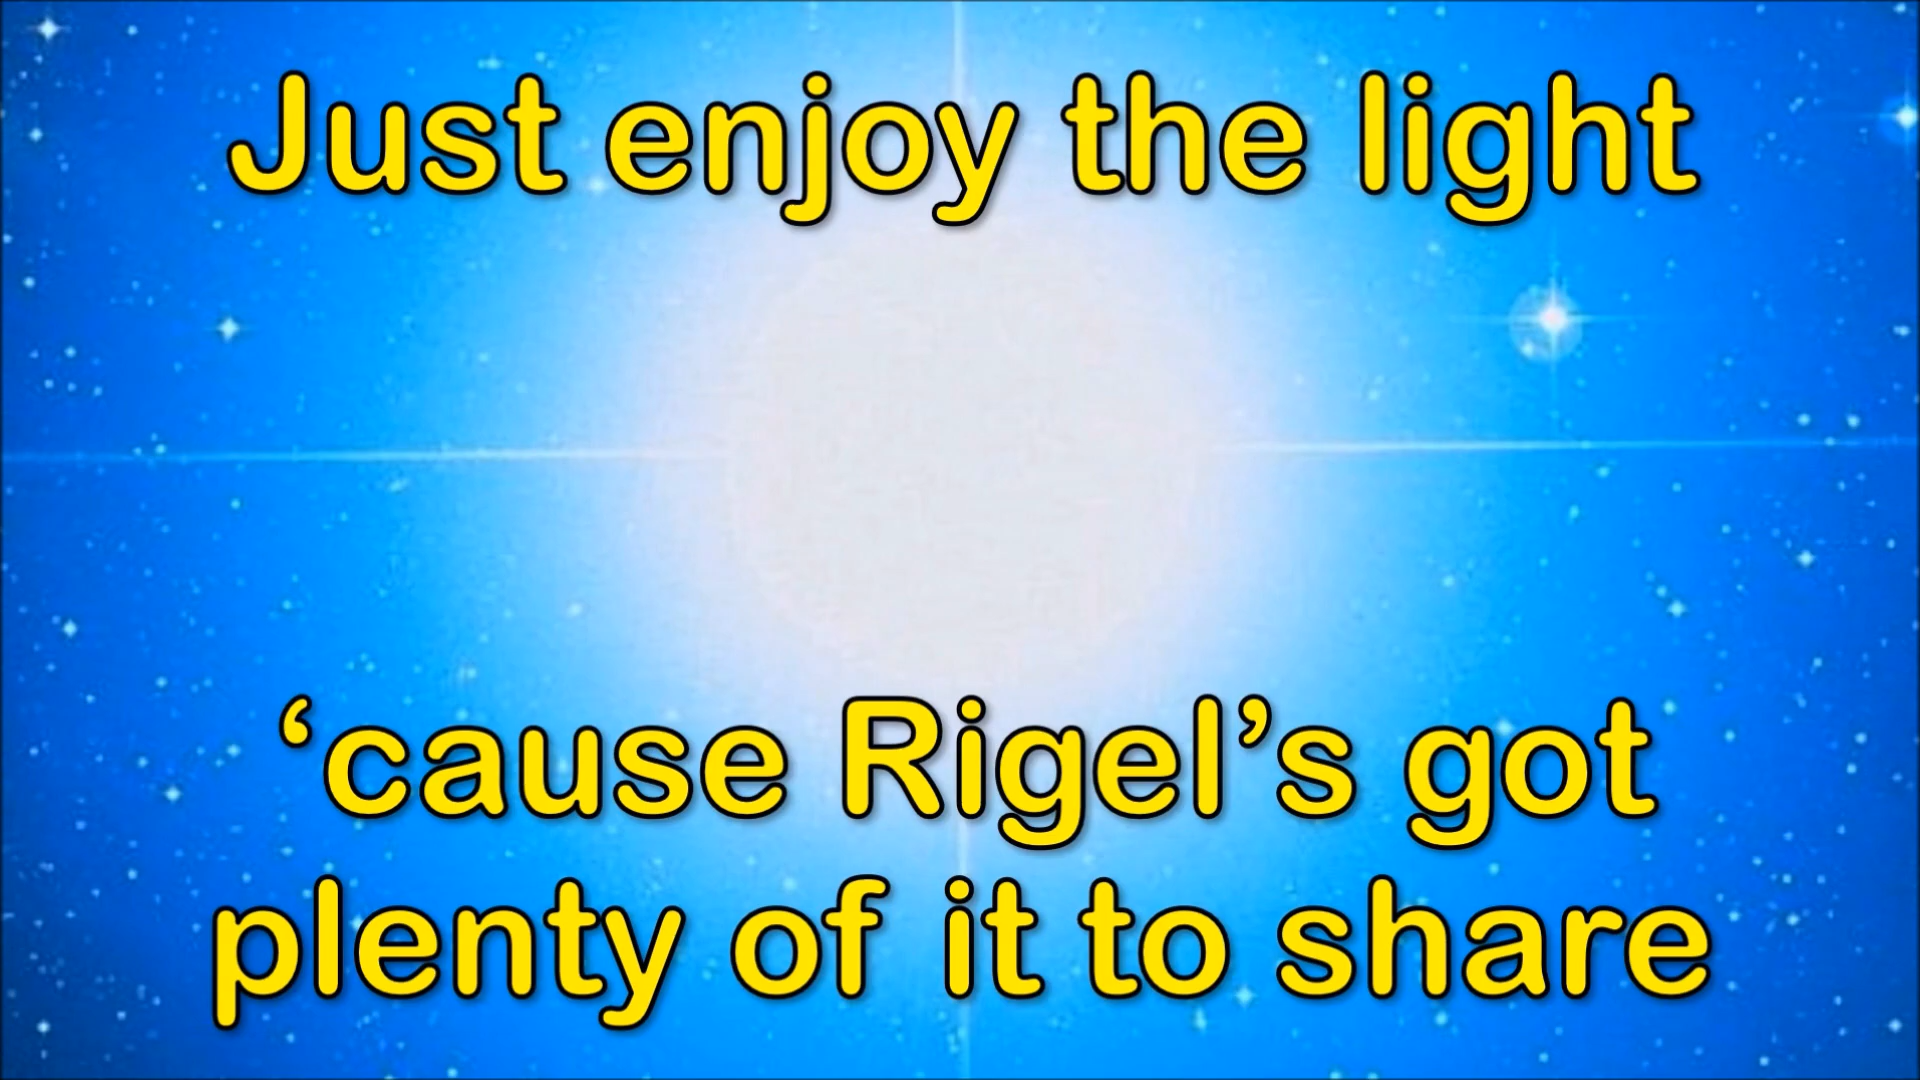 Just enjoy the light
‘cause Rigel’s got
plenty of it to share